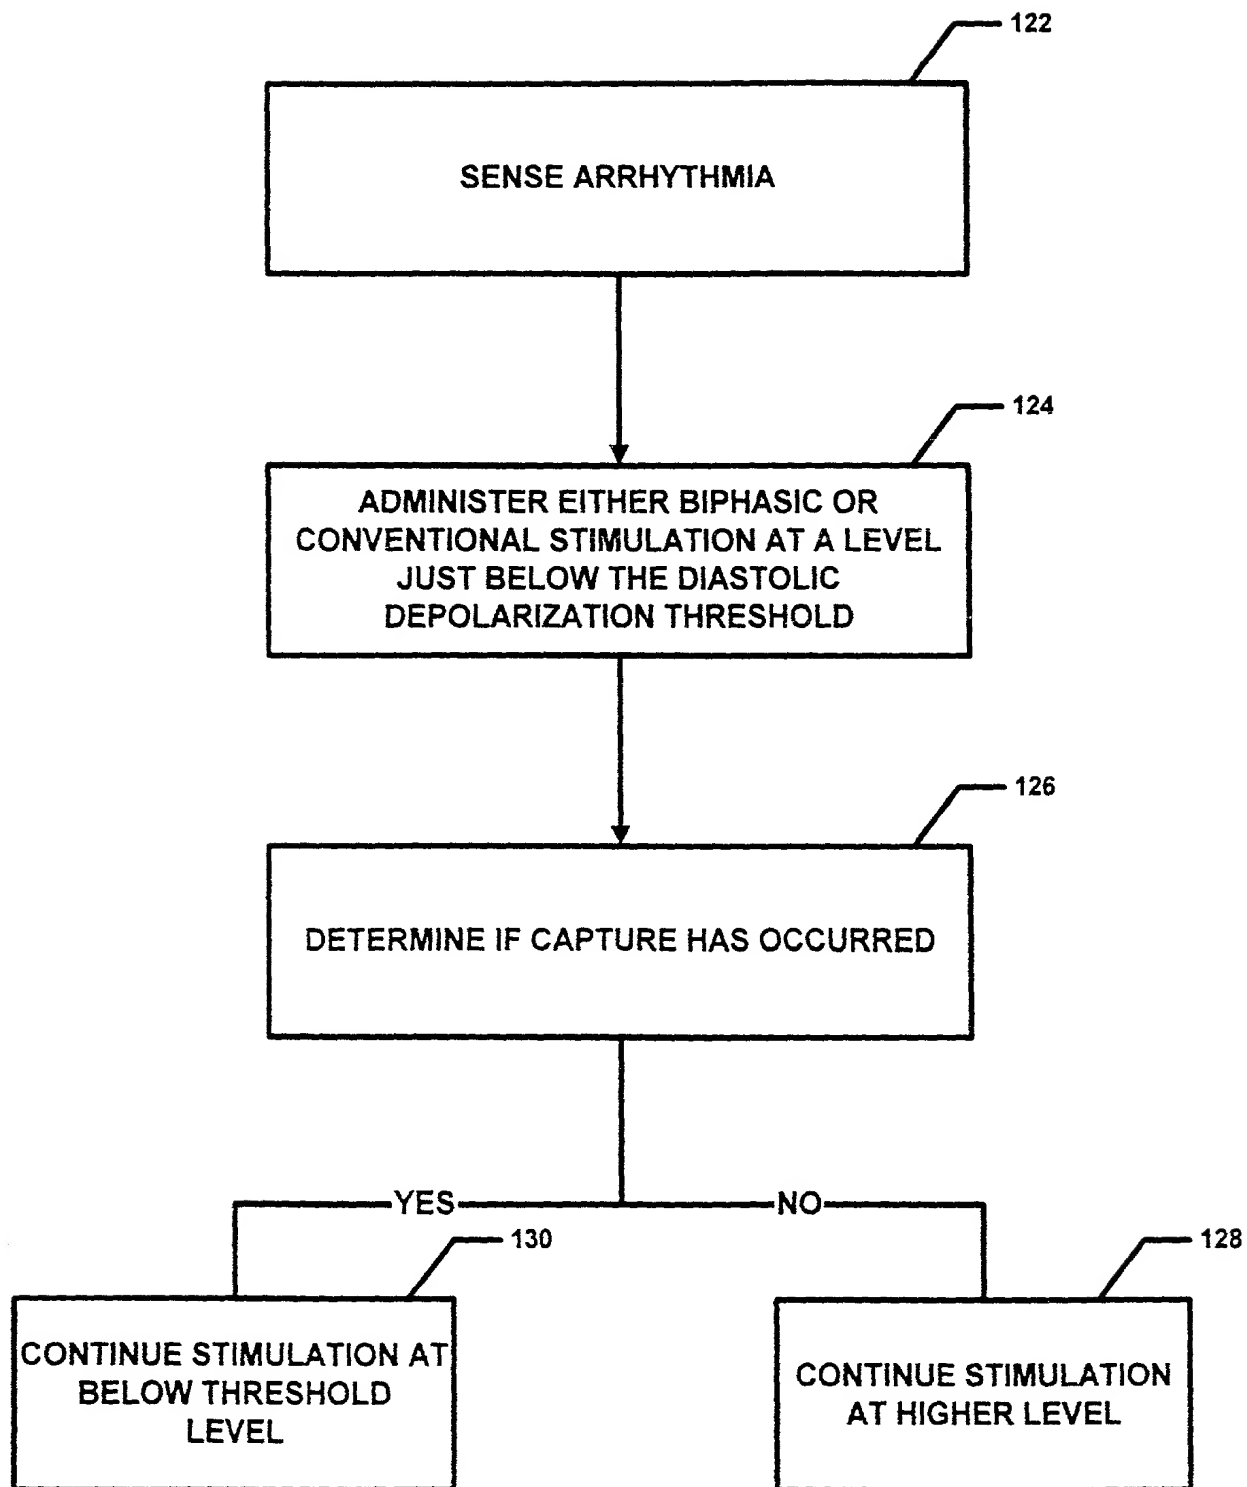 122
SENSE ARRHYTHMIA
124
ADMINISTER EITHER BIPHASIC OR
CONVENTIONAL STIMULATION AT A LEVEL
JUST BELOW THE DIASTOLIC
DEPOLARIZATION THRESHOLD
126
DETERMINE IF CAPTURE HAS OCCURRED
YES
NO
130
128
CONTINUE STIMULATION AT
BELOW THRESHOLD
LEVEL
CONTINUE STIMULATION
AT HIGHER LEVEL